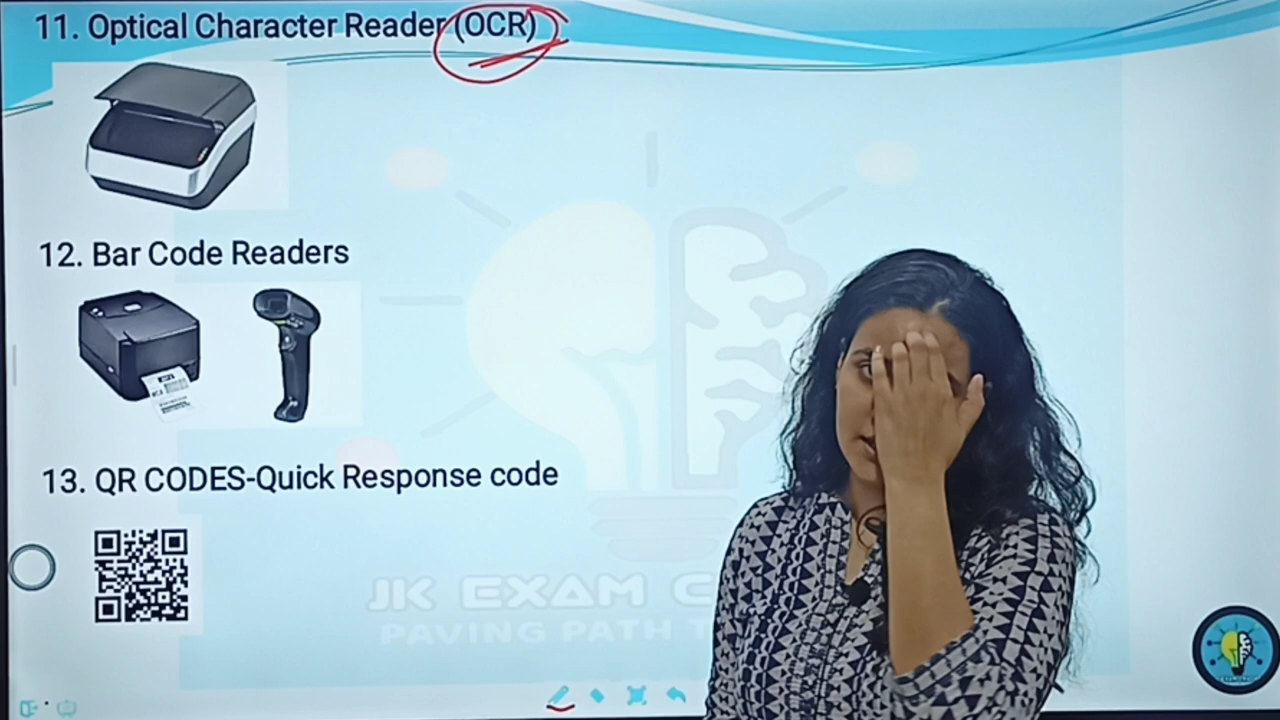 11. Optical Character Reader (OCR)
12. Bar Code Readers
13. QR CODES-Quick Response code
JK EXAM C
PAVING PATH T